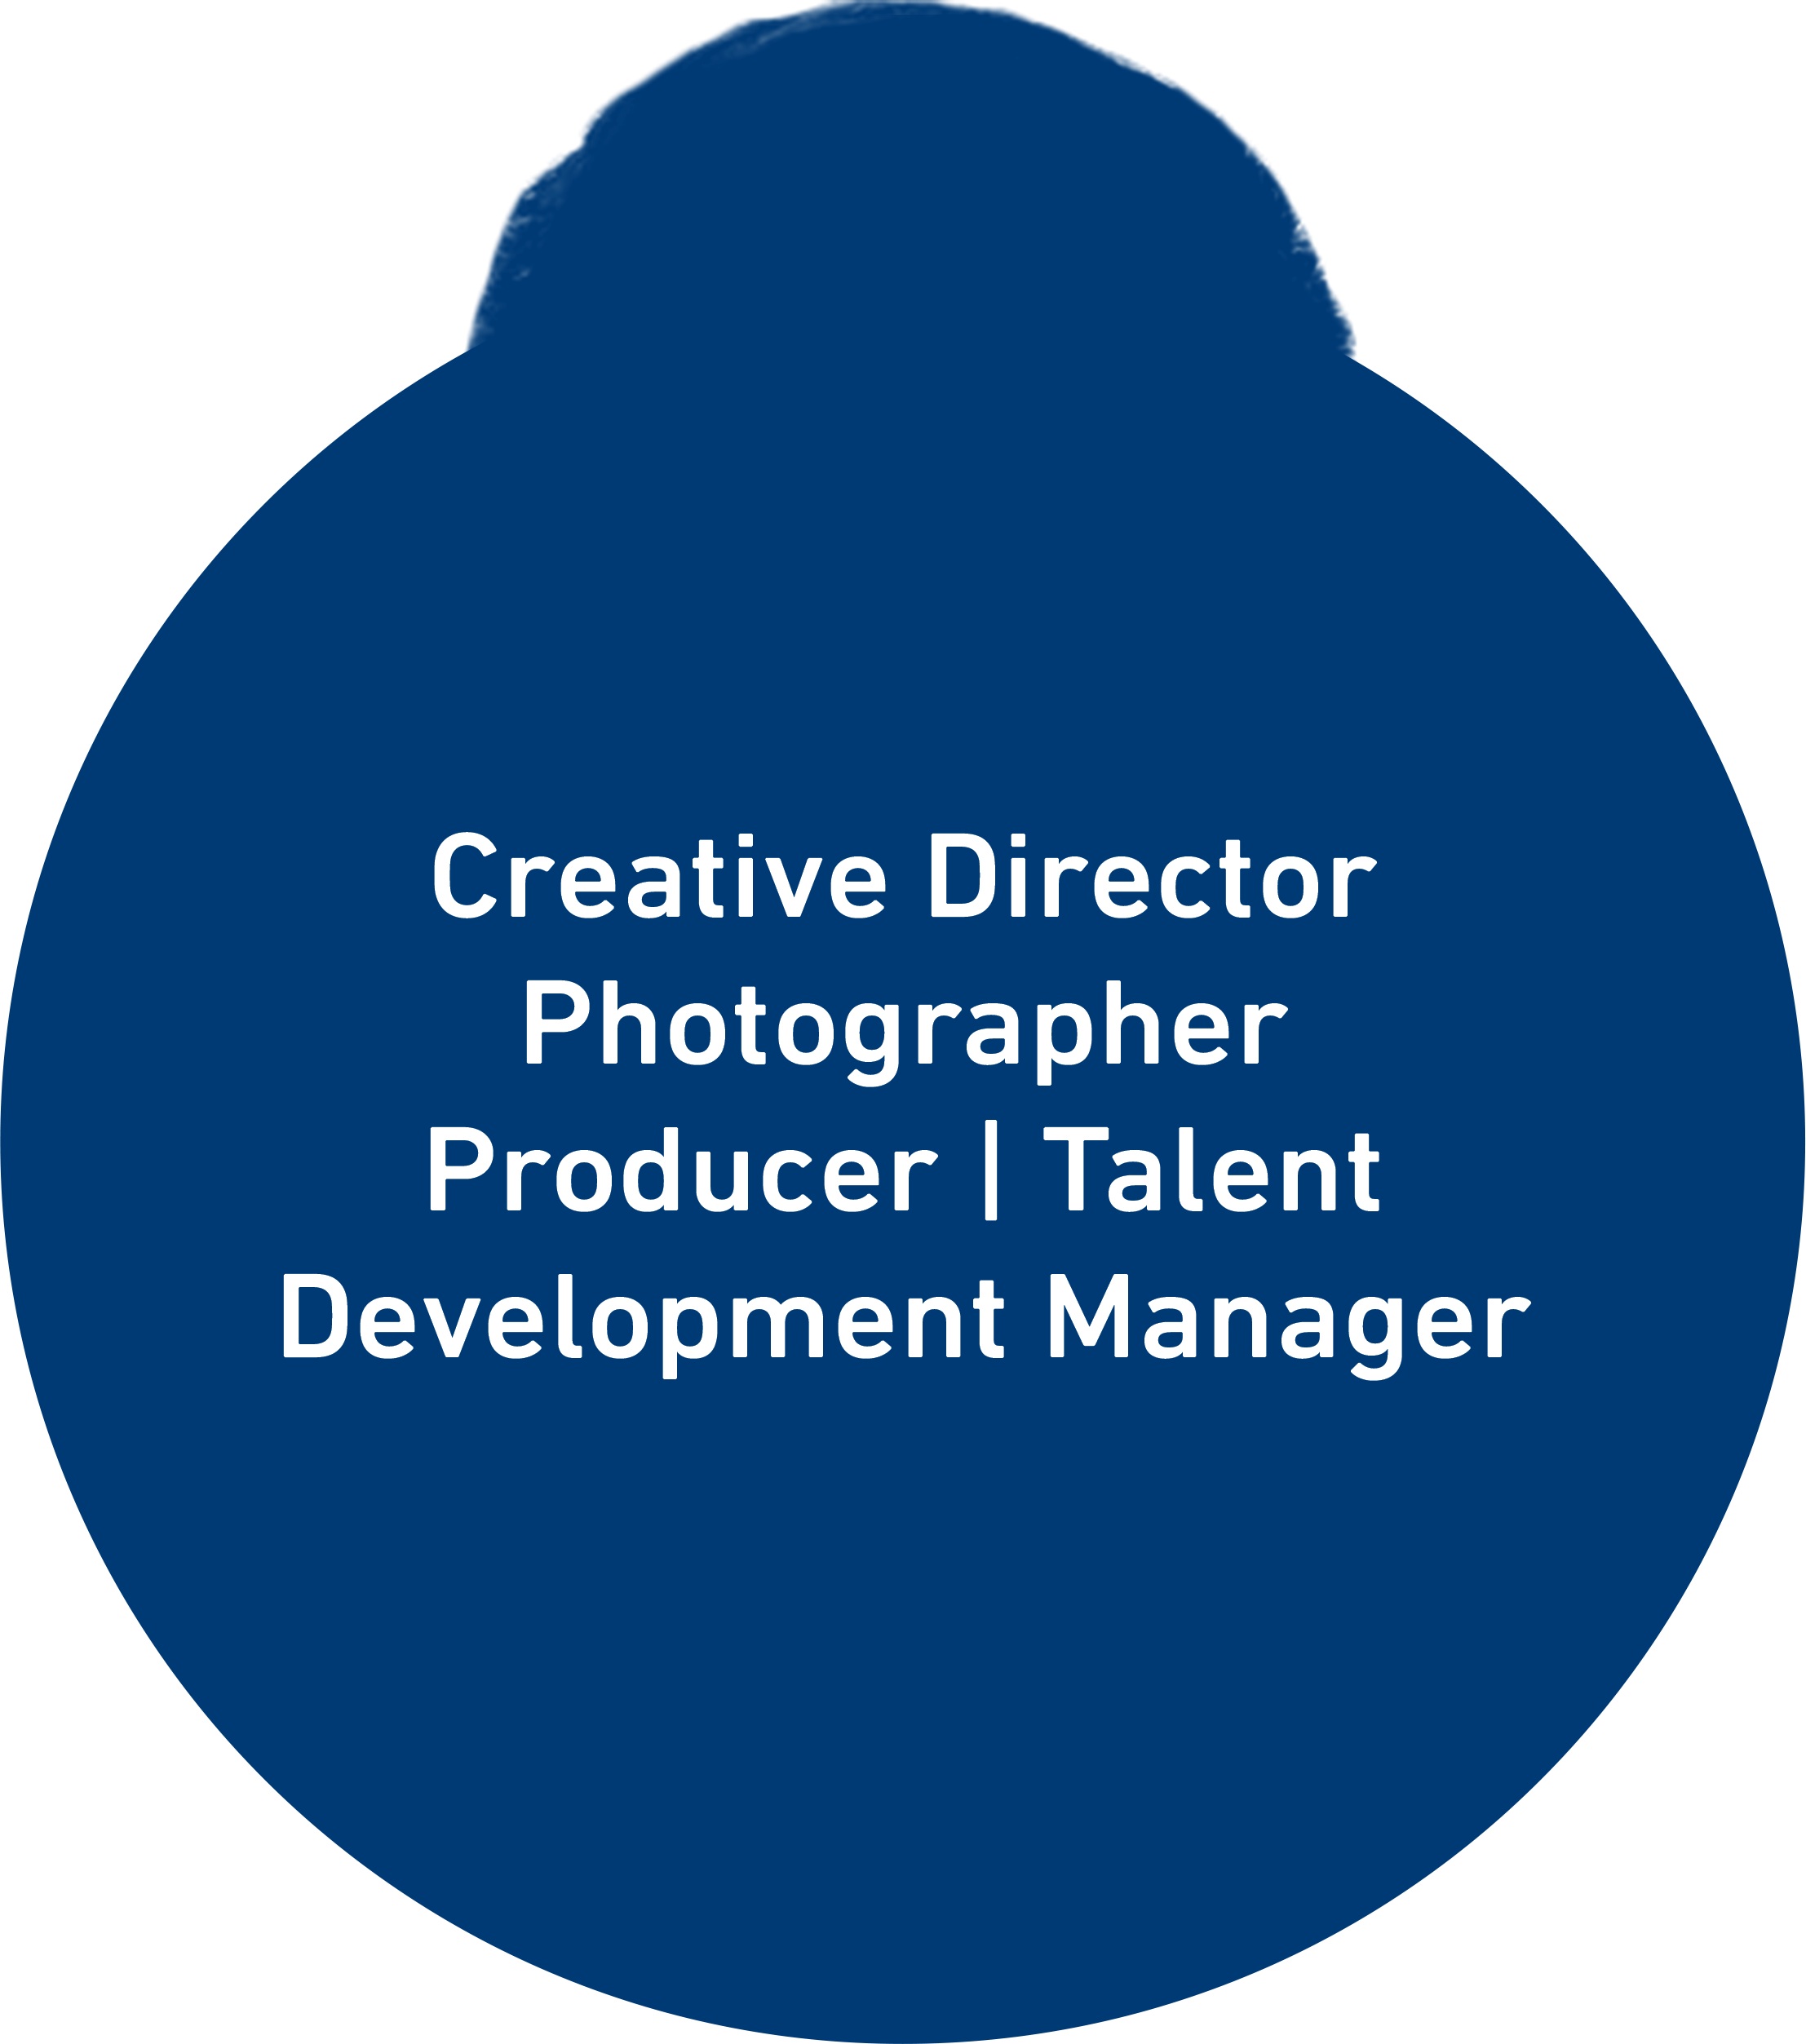 Creative Director
Photographer
Producer | Talent
Development Manager